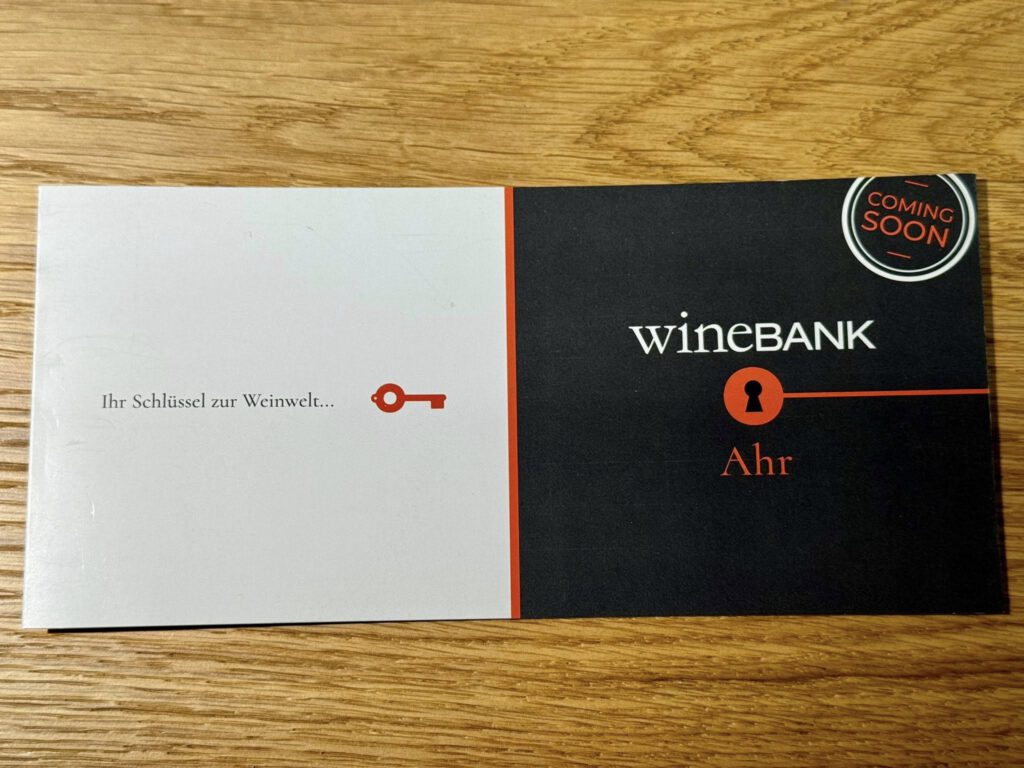 Ihr Schlüssel zur Weinwelt...
COMING
SOON
wineBANK
Ahr